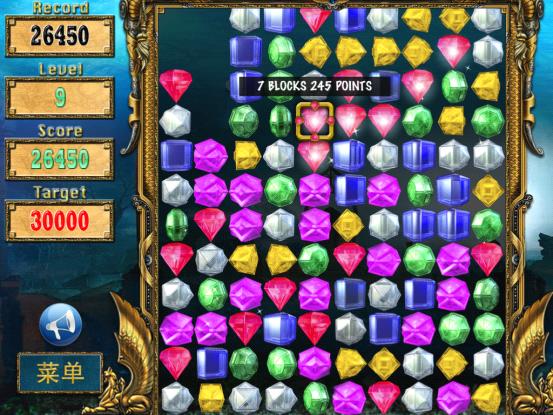 Record
26450
Level
9
Score
26450
Target
30000
菜单
7 BLOCKS 245 POINTS